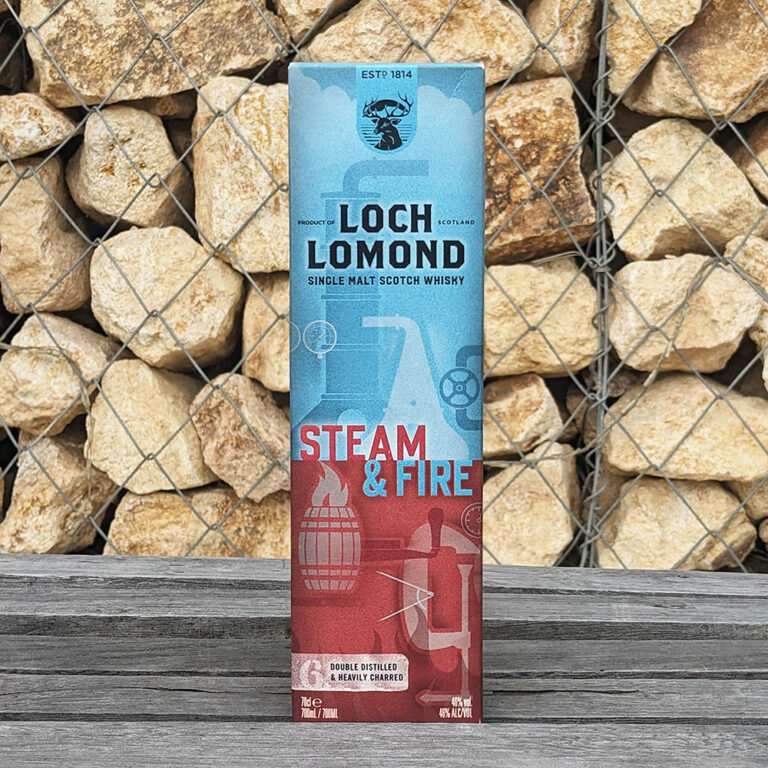 ESTD 1814
PRODUCT OF LOCH SCOTLAND
LOMOND
SINGLE MALT SCOTCH WHISKY
STEAM
& FIRE
6 DOUBLE DISTILLED
& HEAVILY CHARRED
70cl e 46% vol.
700mL / 700ML 46% ALC/VOL